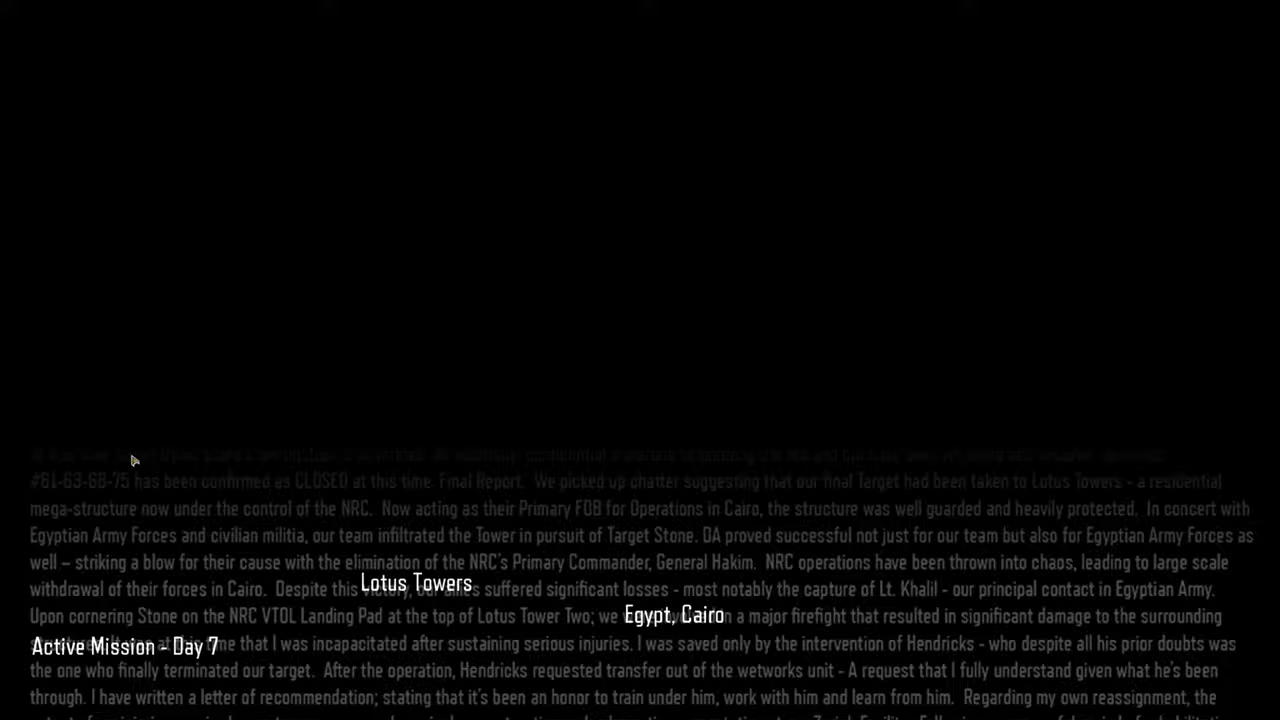 #61-63-6B-75 has been confirmed as CLOSED at this time. Final Report. We picked up chatter suggesting that our final Target had been taken to Lotus Towers - a residential
mega-structure now under the control of the NRC. Now acting as their Primary FOB for Operations in Cairo, the structure was well guarded and heavily protected. In concert with
Egyptian Army Forces and civilian militia, our team infiltrated the Tower in pursuit of Target Stone. OA proved successful not just for our team but also for Egyptian Army Forces as
well – striking a blow for their cause with the elimination of the NRC's Primary Commander, General Hakim. NRC operations have been thrown into chaos, leading to large scale
Lotus Towers
withdrawal of their forces in Cairo. Despite this suffered significant losses - most notably the capture of Lt. Khalil - our principal contact in Egyptian Army.
Egypt, Cairo
Upon cornering Stone on the NRC VTOL Landing Pad at the top of Lotus Tower Two; we a major firefight that resulted in significant damage to the surrounding
Active Mission - Day 7
time that I was incapacitated after sustaining serious injuries. I was saved only by the intervention of Hendricks - who despite all his prior doubts was
the one who finally terminated our target. After the operation, Hendricks requested transfer out of the wetworks unit - A request that I fully understand given what he's been
through. I have written a letter of recommendation; stating that it's been an honor to train under him, work with him and learn from him. Regarding my own reassignment, the